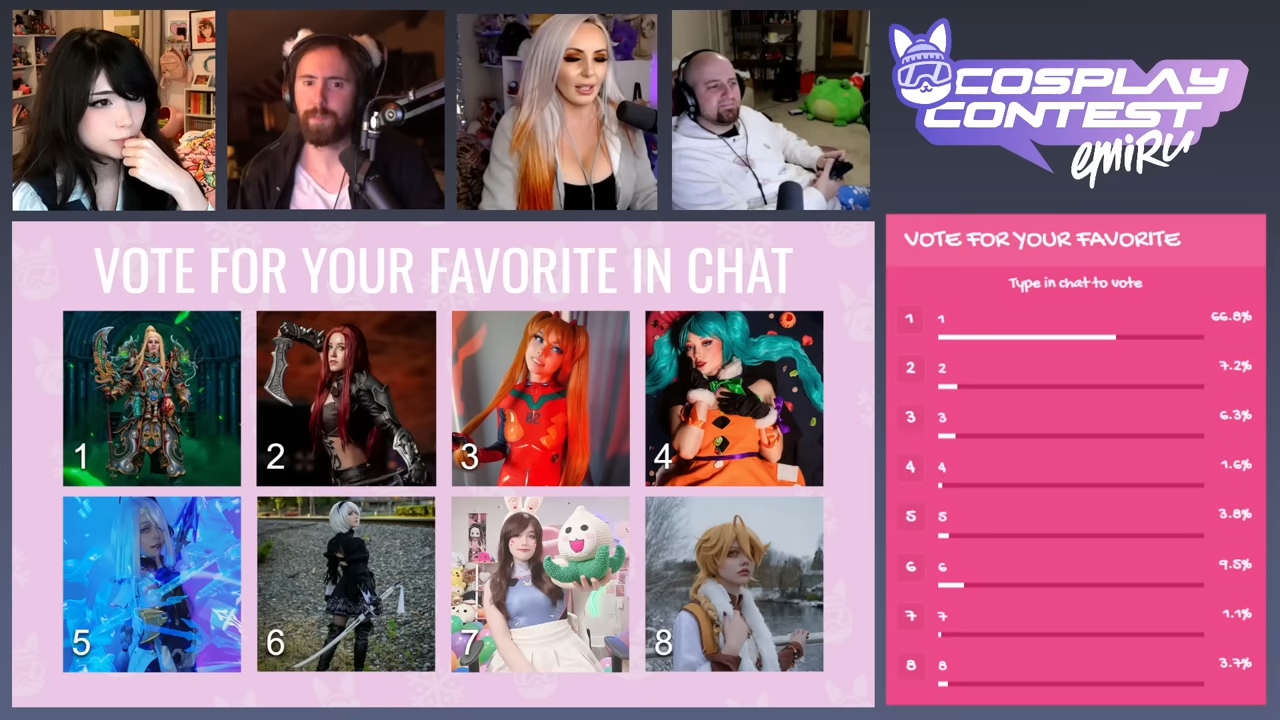 COSPLAY
CONTEST
emiru
VOTE FOR YOUR FAVORITE IN CHAT
1
2
3
4
5
6
7
8
VOTE FOR YOUR FAVORITE
Type in chat to vote
1 1 66.8%
2 2 7.2%
3 3 6.3%
4 4 1.6%
5 5 3.8%
6 6 9.5%
7 7 1.1%
8 8 3.7%